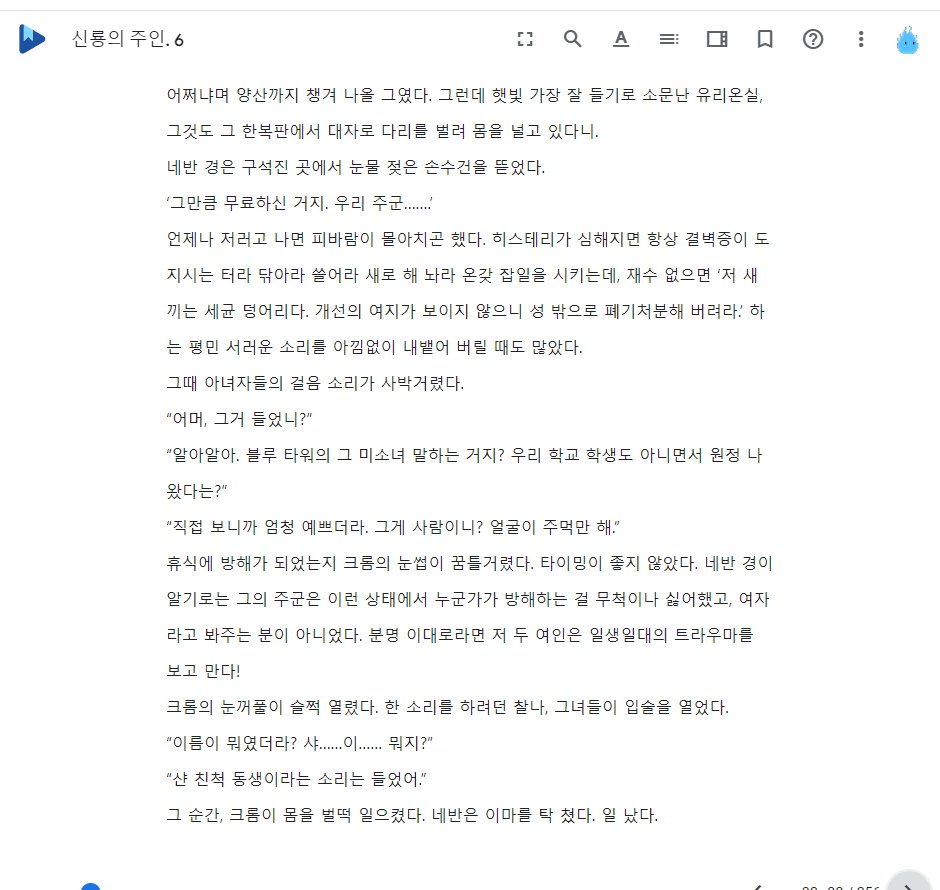 신룡의 주인. 6
어쩌냐며 양산까지 챙겨 나올 그였다. 그런데 햇빛 가장 잘 들기로 소문난 유리온실,
그것도 그 한복판에서 대자로 다리를 벌려 몸을 널고 있다니.
네반 경은 구석진 곳에서 눈물 젖은 손수건을 뜯었다.
‘그만큼 무료하신 거지. 우리 주군…….’
언제나 저러고 나면 피바람이 몰아치곤 했다. 히스테리가 심해지면 항상 결벽증이 도
지시는 터라 닦아라 쓸어라 새로 해 놔라 온갖 잡일을 시키는데, 재수 없으면 ‘저 새
끼는 세균 덩어리다. 개선의 여지가 보이지 않으니 성 밖으로 폐기처분해 버려라.’ 하
는 평민 서러운 소리를 아낌없이 내뱉어 버릴 때도 많았다.
그때 아녀자들의 걸음 소리가 사박거렸다.
“어머, 그거 들었니?”
“알아알아. 블루 타워의 그 미소녀 말하는 거지? 우리 학교 학생도 아니면서 원정 나
왔다는?”
“직접 보니까 엄청 예쁘더라. 그게 사람이니? 얼굴이 주먹만 해.”
휴식에 방해가 되었는지 크롬의 눈썹이 꿈틀거렸다. 타이밍이 좋지 않았다. 네반 경이
알기로는 그의 주군은 이런 상태에서 누군가가 방해하는 걸 무척이나 싫어했고, 여자
라고 봐주는 분이 아니었다. 분명 이대로라면 저 두 여인은 일생일대의 트라우마를
보고 만다!
크롬의 눈꺼풀이 슬쩍 열렸다. 한 소리를 하려던 찰나, 그녀들이 입술을 열었다.
“이름이 뭐였더라? 샤……이…… 뭐지?”
“샨 친척 동생이라는 소리는 들었어.”
그 순간, 크롬이 몸을 벌떡 일으켰다. 네반은 이마를 탁 쳤다. 일 났다.